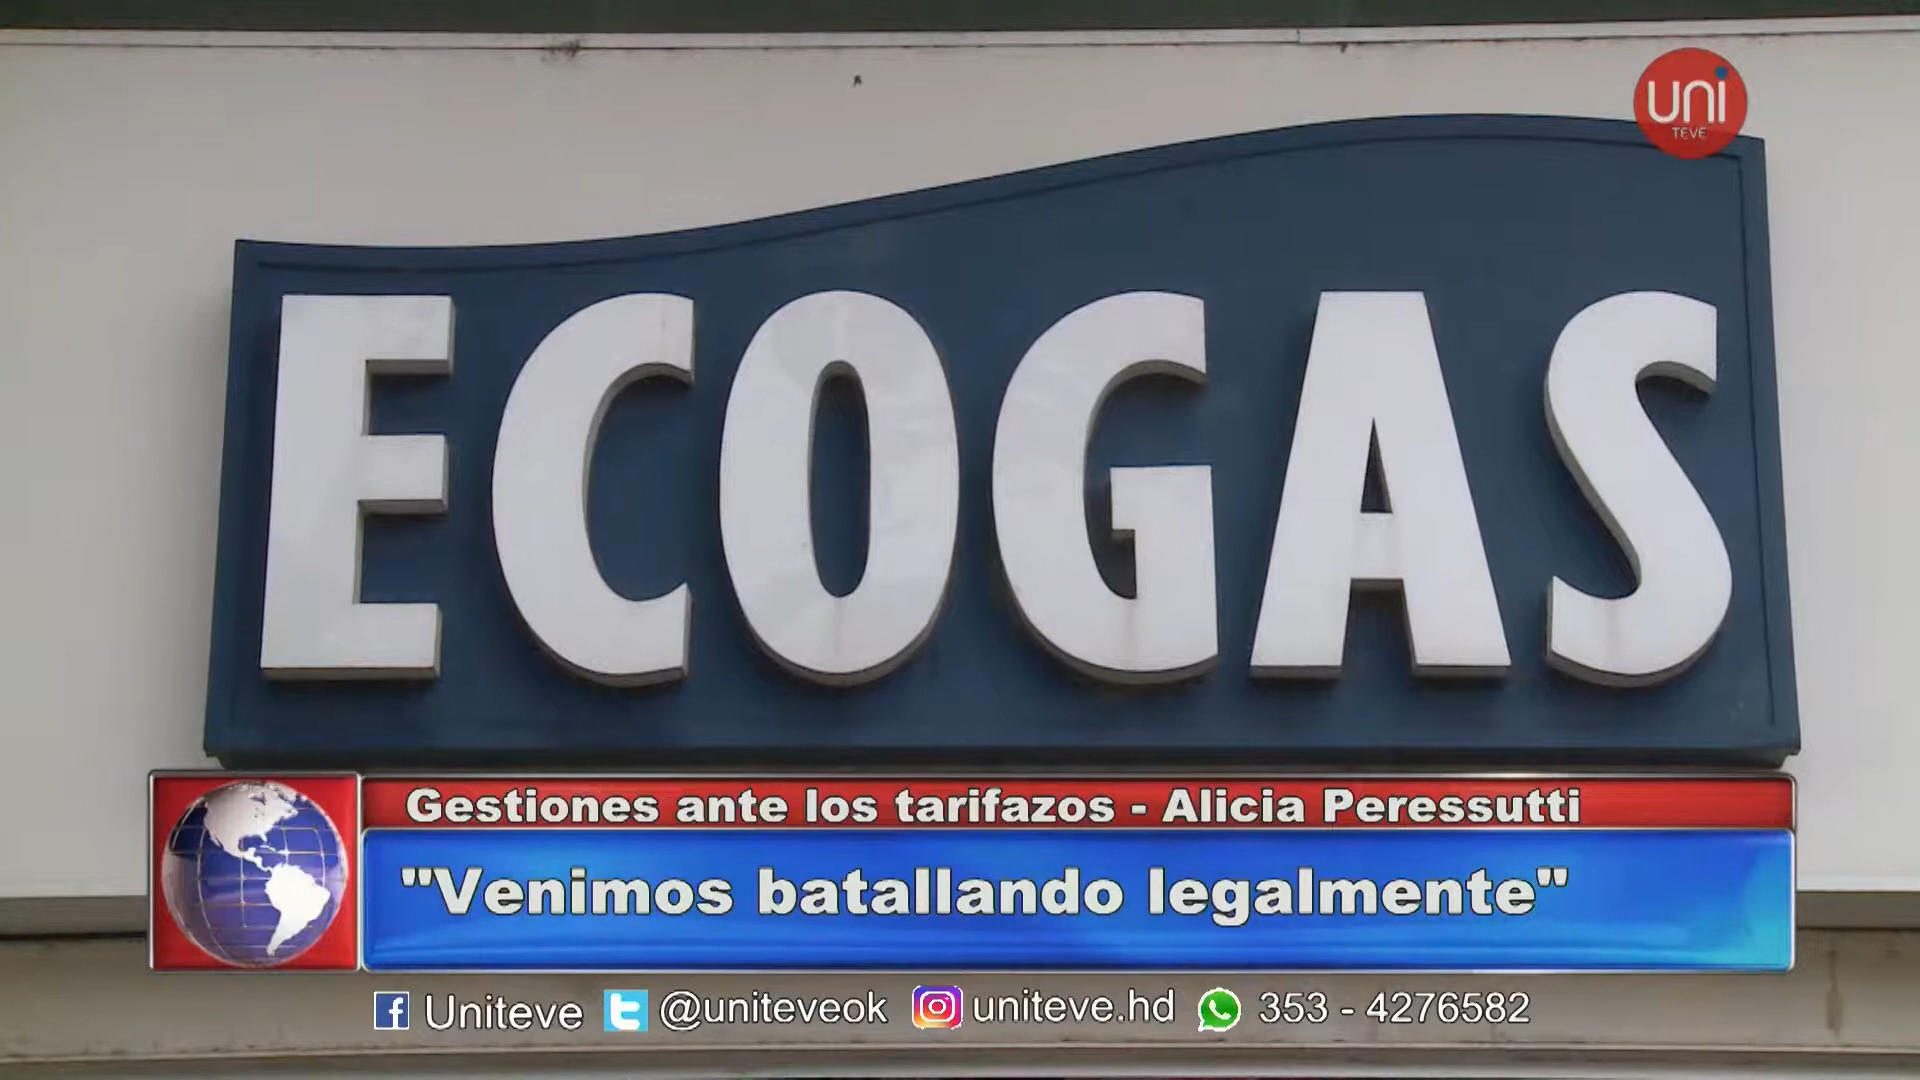 uni
TEVE
ECOGAS
Gestiones ante los tarifazos - Alicia Peressutti
"Venimos batallando legalmente"
Uniteve @uniteveok uniteve.hd 353 - 4276582